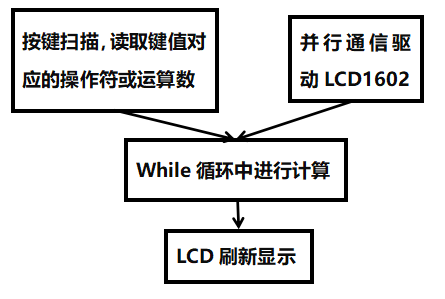 按键扫描，读取键值对
应的操作符或运算数
并行通信驱
动 LCD1602
While 循环中进行计算
LCD 刷新显示